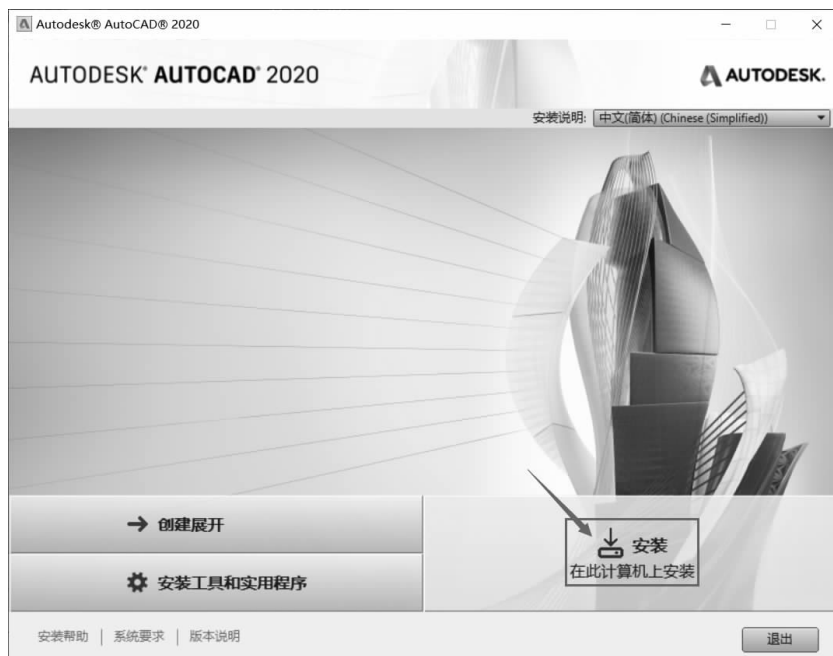 Autodesk® AutoCAD® 2020
AUTODESK® AUTOCAD® 2020
AUTODESK.
安装说明: 中文(简体) (Chinese (Simplified))
创建展开
安装
在此计算机上安装
安装工具和实用程序
安装帮助 | 系统要求 | 版本说明
退出